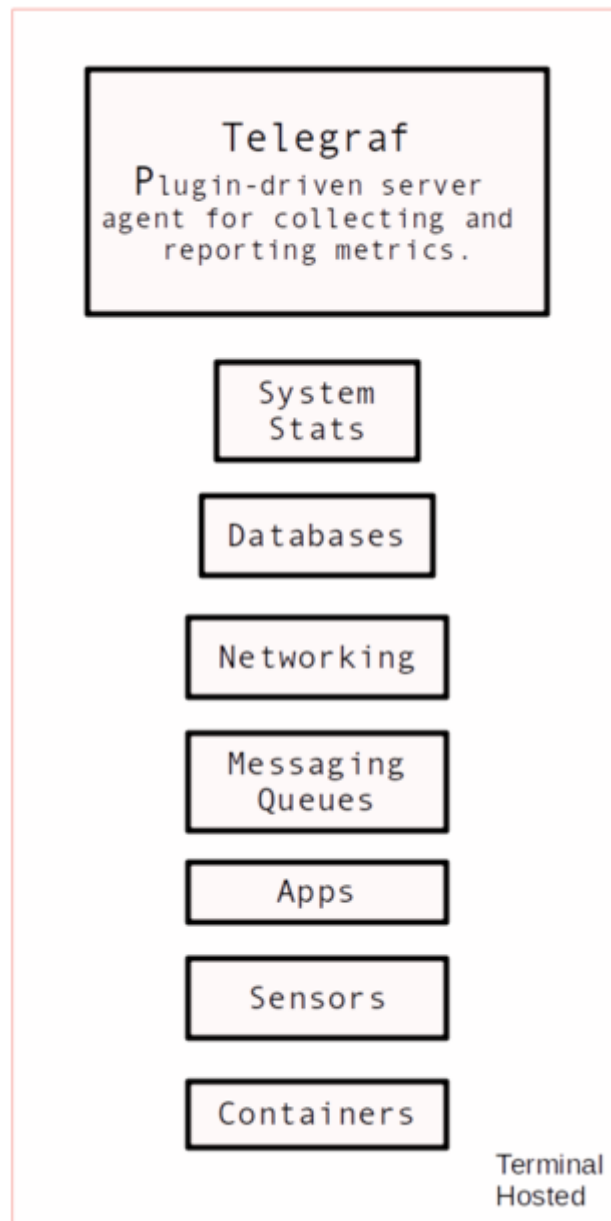 Telegraf
Plugin-driven server
agent for collecting and
reporting metrics.
System
Stats
Databases
Networking
Messaging
Queues
Apps
Sensors
Containers
Terminal
Hosted